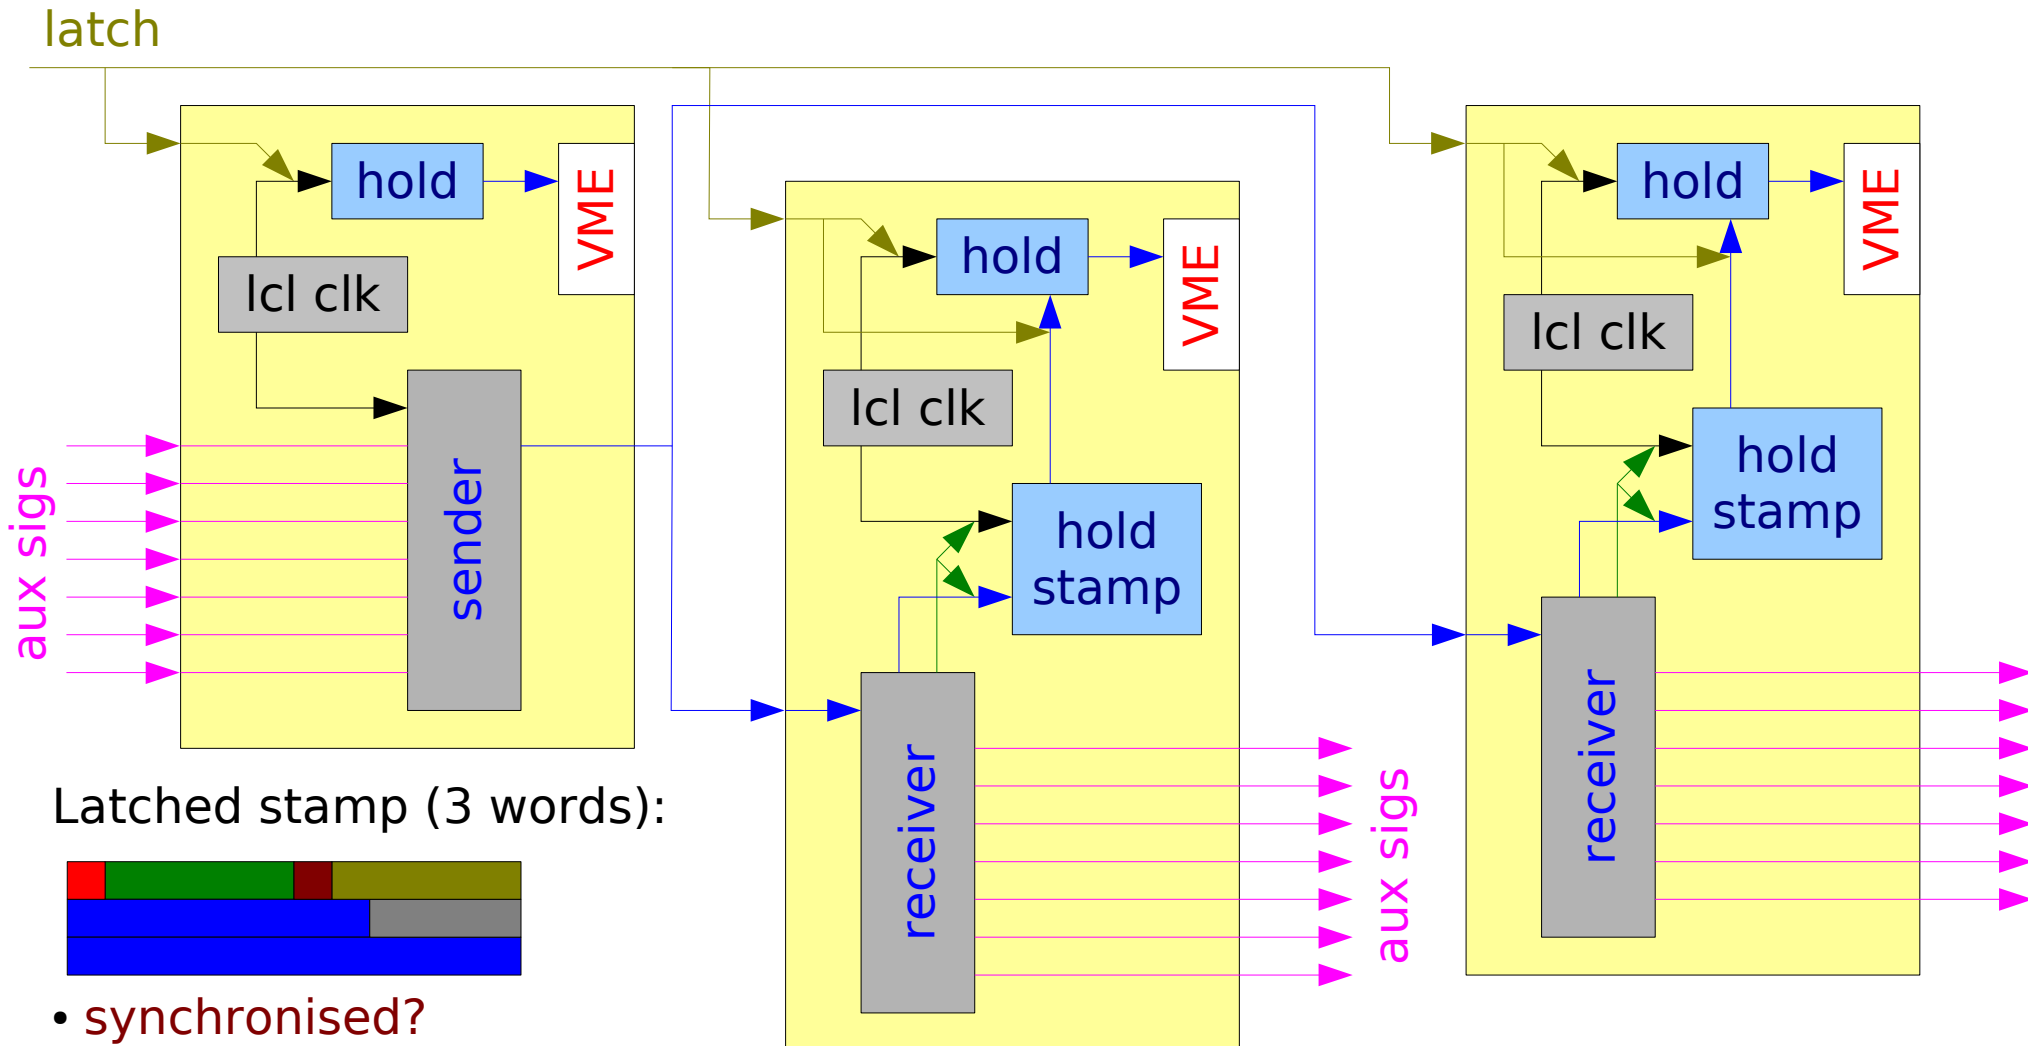 latch
hold
VME
lcl clk
sender
aux sigs
hold
VME
lcl clk
hold
stamp
receiver
aux sigs
hold
VME
lcl clk
hold
stamp
receiver
Latched stamp (3 words):
• synchronised?